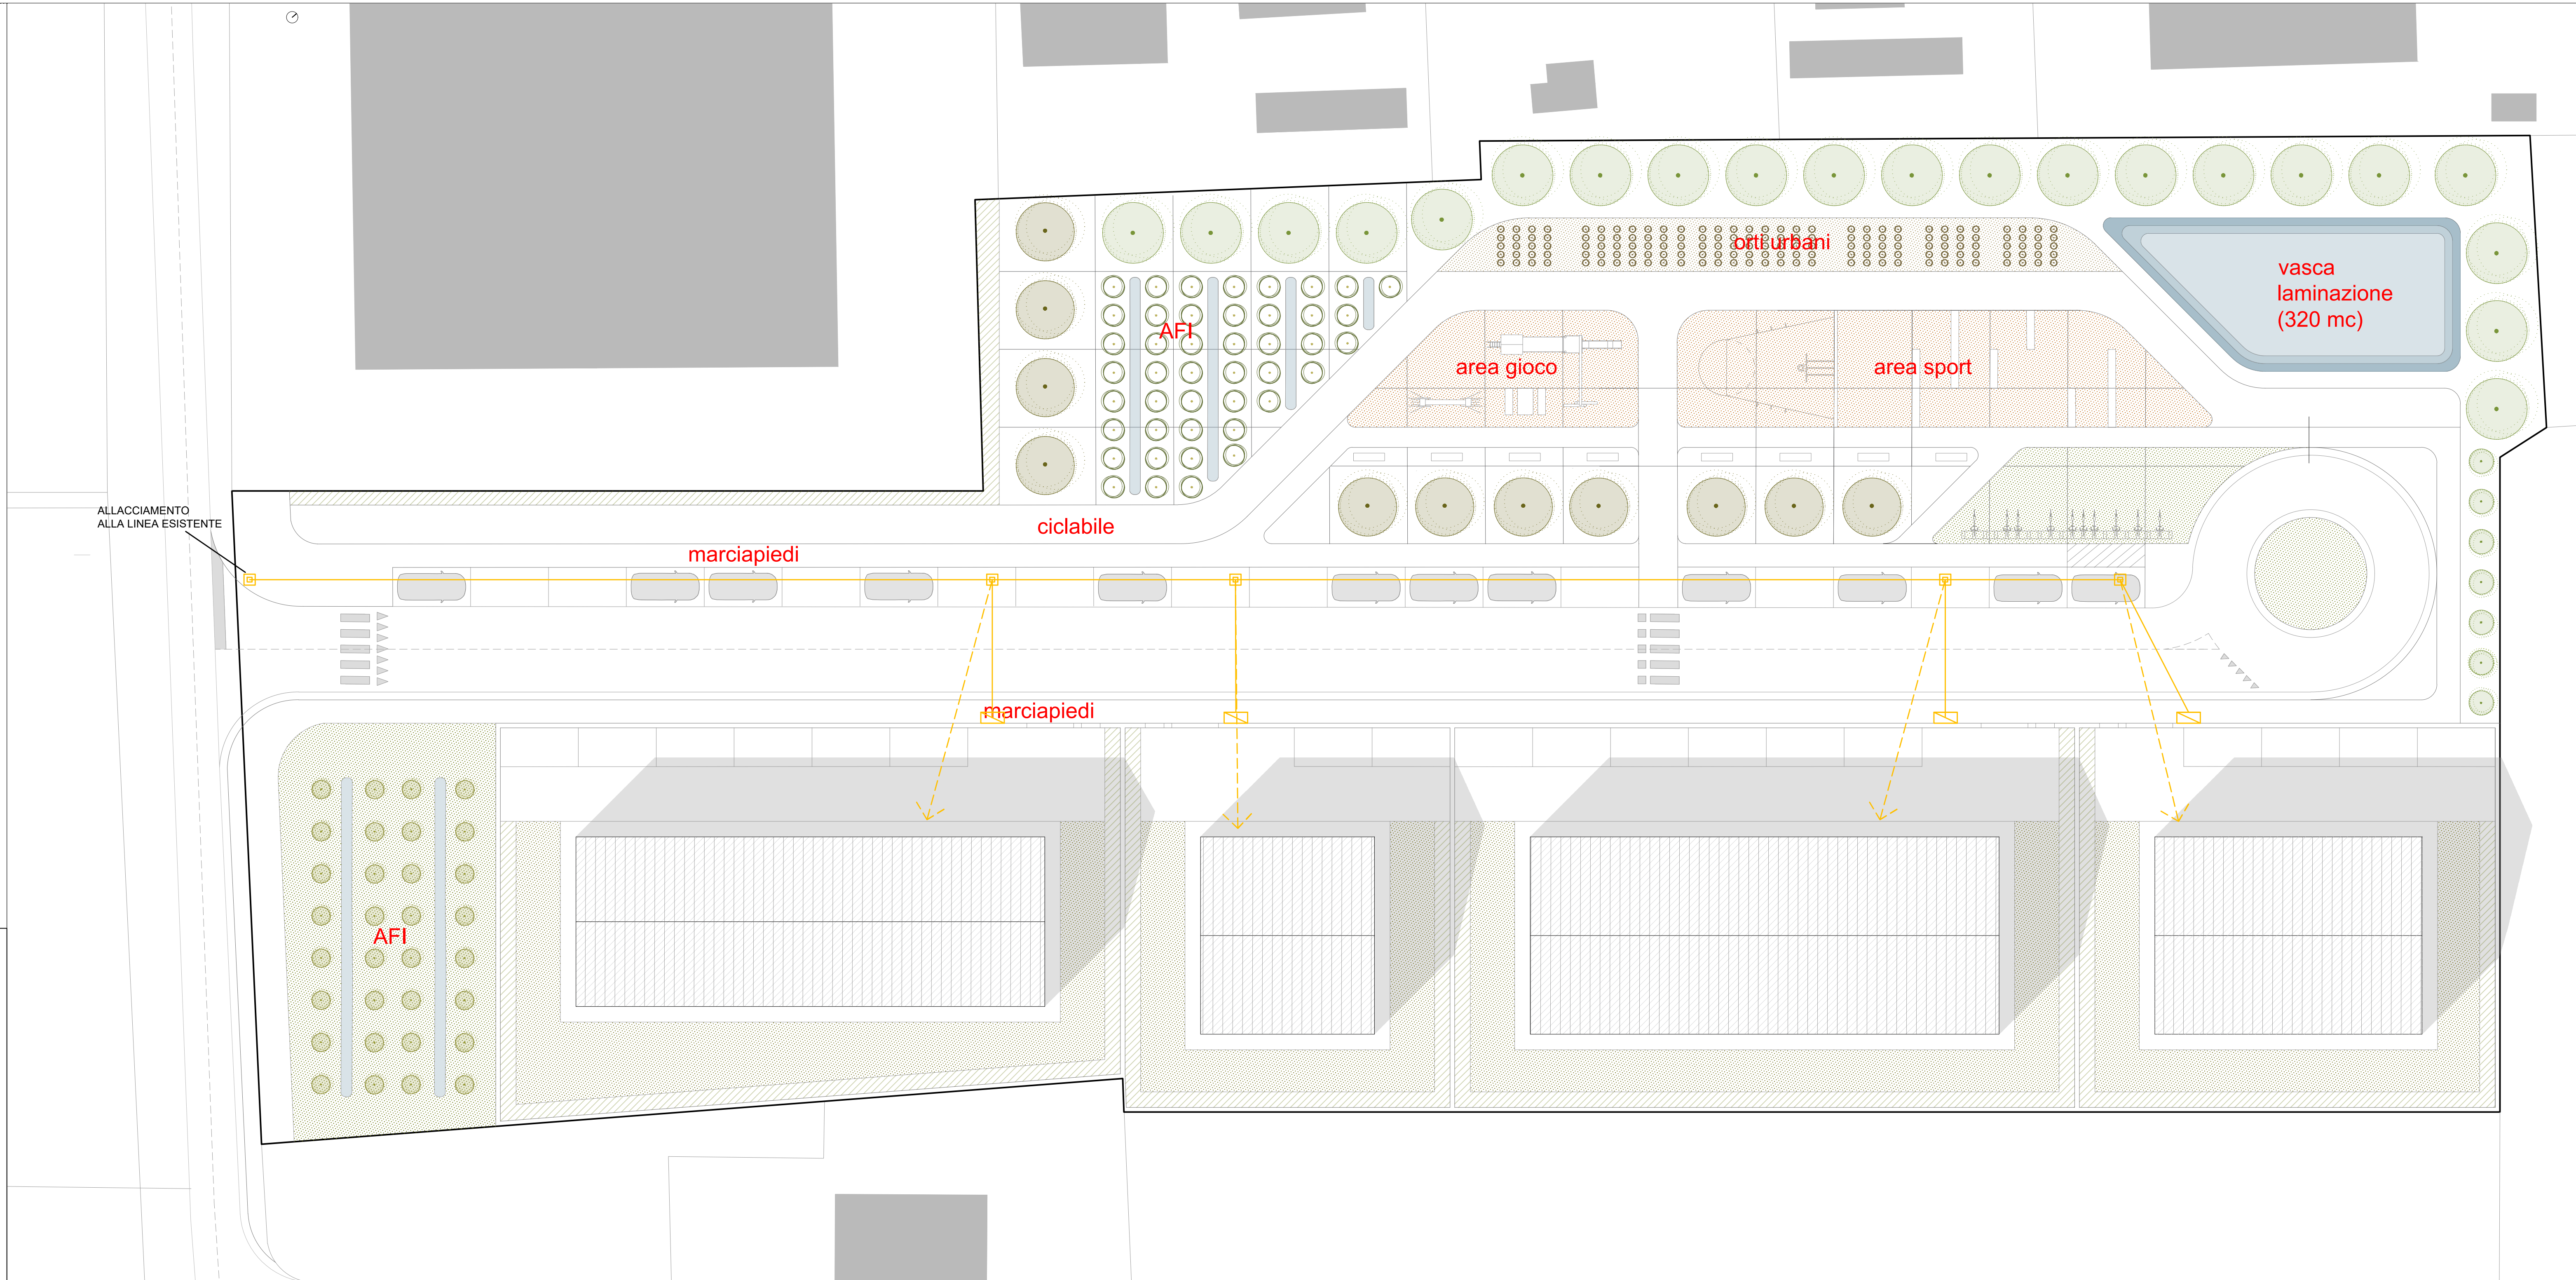 orti urbani
vasca
laminazione
(320 mc)
AFI
area gioco
area sport
ALLACCIAMENTO
ALLA LINEA ESISTENTE
ciclabile
marciapiedi
marciapiedi
AFI